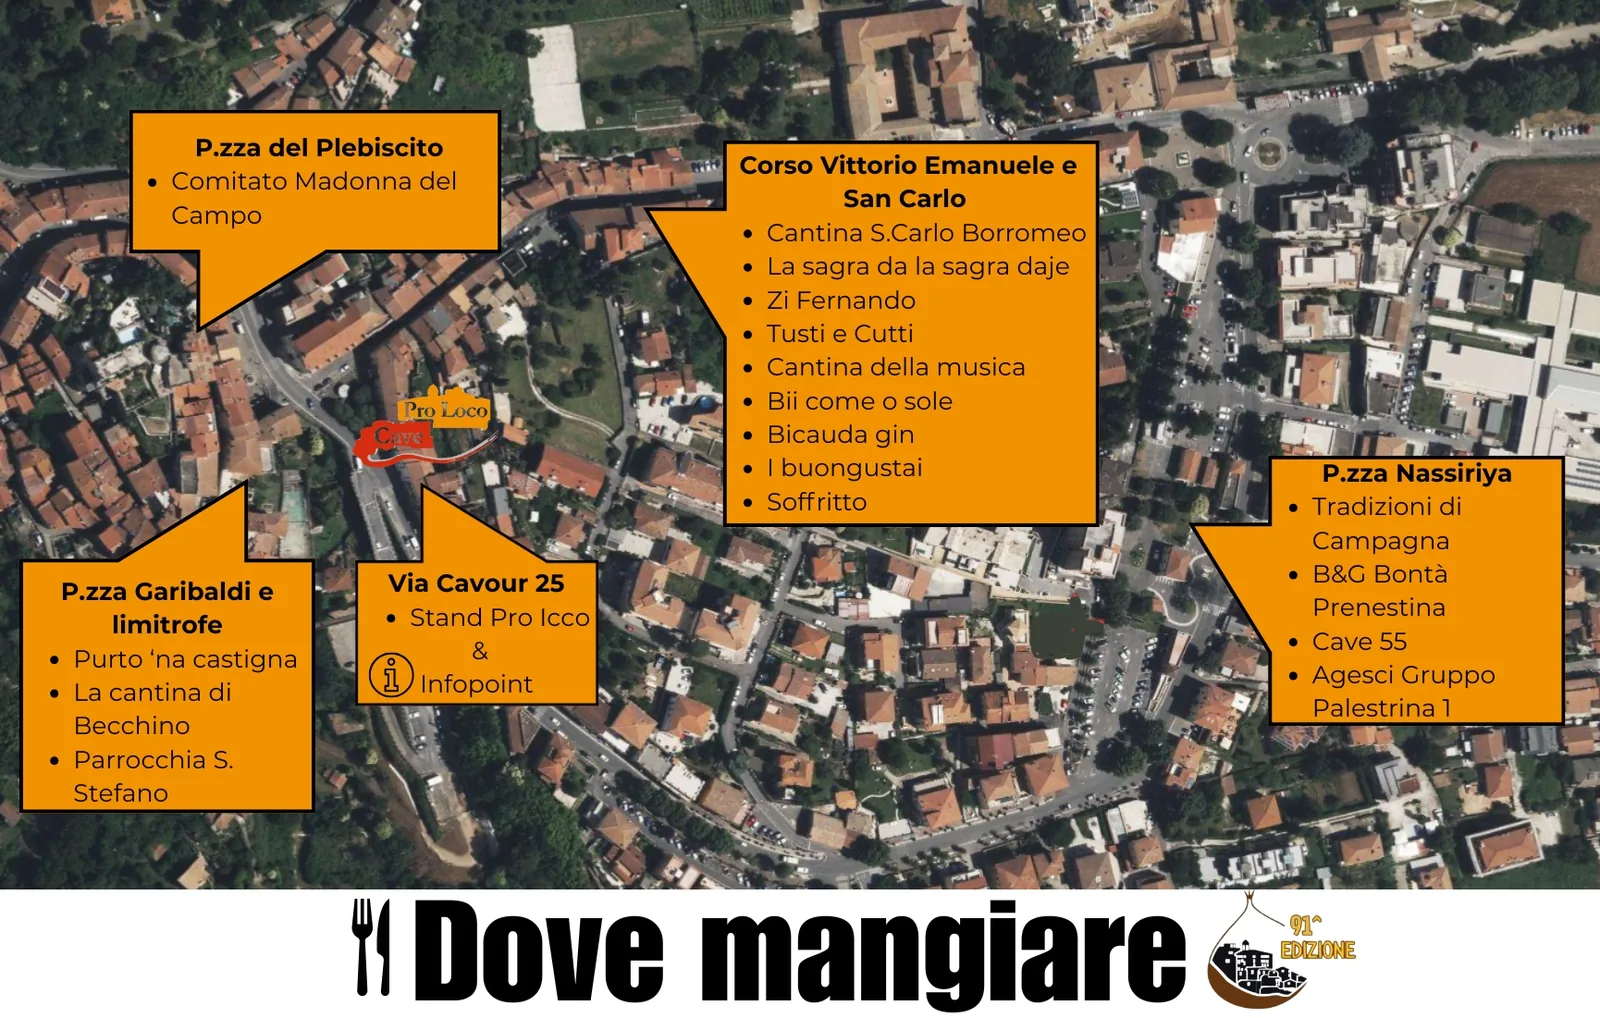 P.zza del Plebiscito
• Comitato Madonna del
Campo
Corso Vittorio Emanuele e
San Carlo
• Cantina S.Carlo Borromeo
• La sagra da la sagra daje
• Zi Fernando
• Tusti e Cutti
• Cantina della musica
• Bii come o sole
• Bicauda gin
• I buongustai
• Soffritto
Pro Loco
Cave
P.zza Nassiriya
• Tradizioni di
Campagna
• B&G Bontà
Prenestina
• Cave 55
• Agesci Gruppo
Palestrina 1
P.zza Garibaldi e
limitrofe
• Purto ‘na castigna
• La cantina di
Becchino
• Parrocchia S.
Stefano
Via Cavour 25
• Stand Pro lcco
&
i Infopoint
Dove mangiare
91^
EDIZIONE